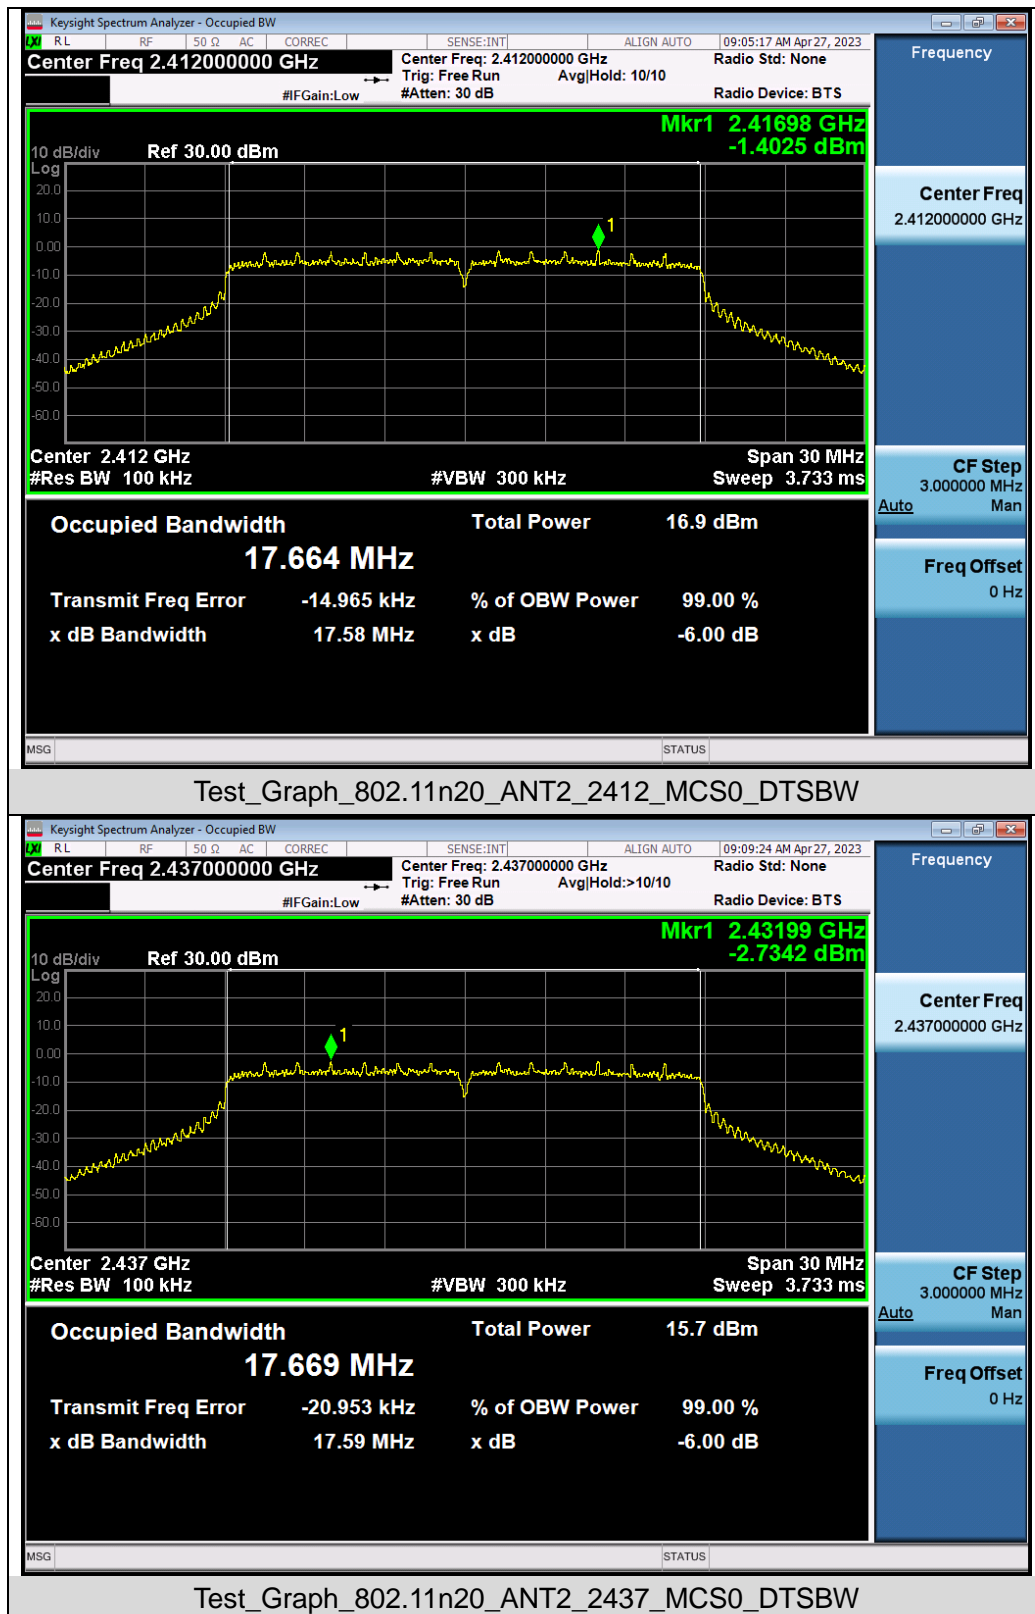 Keysight Spectrum Analyzer - Occupied BW
LXI RL RF 50 Ω AC CORREC SENSE:INT ALIGN AUTO 09:05:17 AM Apr 27, 2023
Center Freq 2.412000000 GHz
Center Freq: 2.412000000 GHz Radio Std: None
Trig: Free Run Avg|Hold: 10/10
#IFGain:Low #Atten: 30 dB Radio Device: BTS
Frequency
Mkr1 2.41698 GHz
-1.4025 dBm
10 dB/div Ref 30.00 dBm
Log
20.0
10.0
0.00
-10.0
-20.0
-30.0
-40.0
-50.0
-60.0
1
Center 2.412 GHz Span 30 MHz
#Res BW 100 kHz #VBW 300 kHz Sweep 3.733 ms
Center Freq
2.412000000 GHz
CF Step
3.000000 MHz
Auto Man
Freq Offset
0 Hz
Occupied Bandwidth Total Power 16.9 dBm
17.664 MHz
Transmit Freq Error -14.965 kHz % of OBW Power 99.00 %
x dB Bandwidth 17.58 MHz x dB -6.00 dB
MSG STATUS
Test_Graph_802.11n20_ANT2_2412_MCS0_DTSBW
Keysight Spectrum Analyzer - Occupied BW
LXI RL RF 50 Ω AC CORREC SENSE:INT ALIGN AUTO 09:09:24 AM Apr 27, 2023
Center Freq 2.437000000 GHz
Center Freq: 2.437000000 GHz Radio Std: None
Trig: Free Run Avg|Hold:>10/10
#IFGain:Low #Atten: 30 dB Radio Device: BTS
Frequency
Mkr1 2.43199 GHz
-2.7342 dBm
10 dB/div Ref 30.00 dBm
Log
20.0
10.0
0.00
-10.0
-20.0
-30.0
-40.0
-50.0
-60.0
1
Center 2.437 GHz Span 30 MHz
#Res BW 100 kHz #VBW 300 kHz Sweep 3.733 ms
Center Freq
2.437000000 GHz
CF Step
3.000000 MHz
Auto Man
Freq Offset
0 Hz
Occupied Bandwidth Total Power 15.7 dBm
17.669 MHz
Transmit Freq Error -20.953 kHz % of OBW Power 99.00 %
x dB Bandwidth 17.59 MHz x dB -6.00 dB
MSG STATUS
Test_Graph_802.11n20_ANT2_2437_MCS0_DTSBW